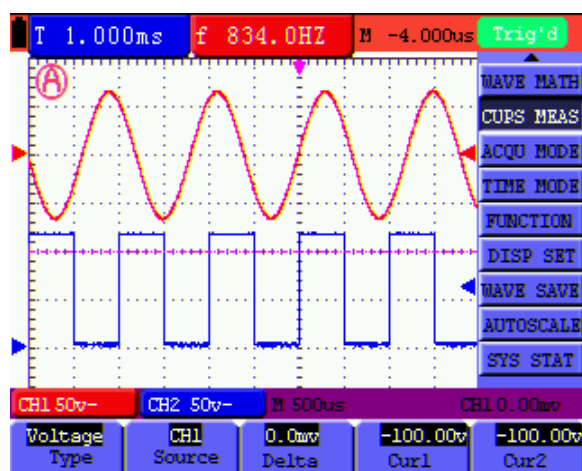 T 1.000ms f 834.0HZ M -4.000us Trig'd
A
WAVE MATH
CURS MEAS
ACQU MODE
TIME MODE
FUNCTION
DISP SET
WAVE SAVE
AUTOSCALE
SYS STAT
CH1 50v- CH2 50v- M 500us CH1 0.00mv
Voltage CH1 0.0mv -100.00v -100.00v
Type Source Delta Cur1 Cur2